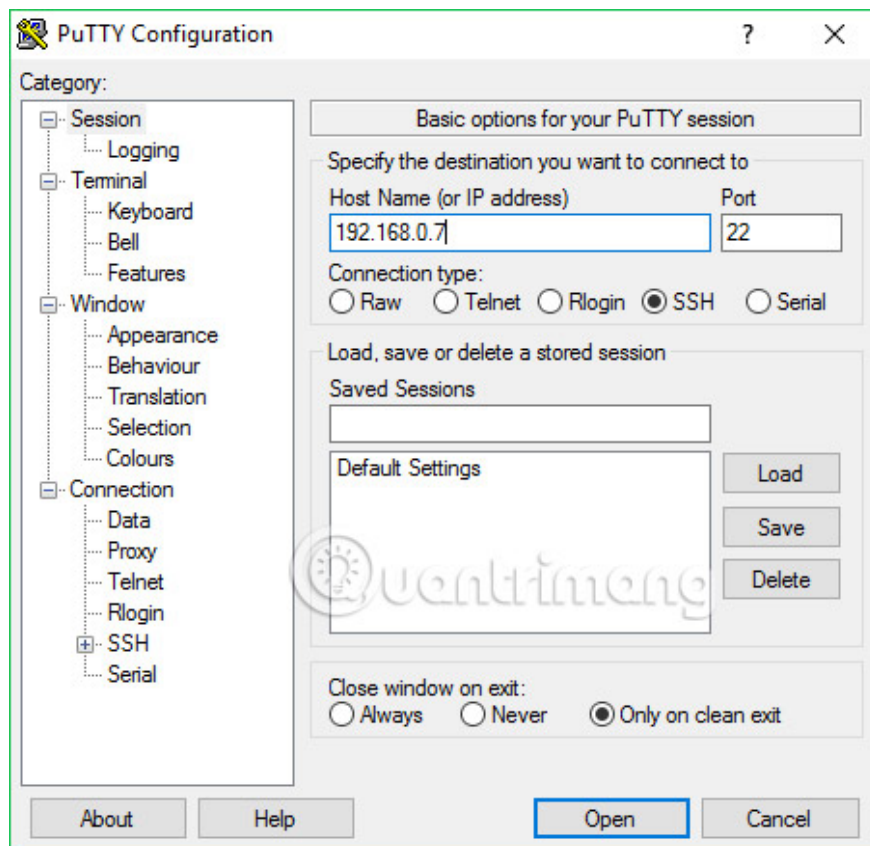 PuTTY Configuration
? X
Category:
Session
Logging
Terminal
Keyboard
Bell
Features
Window
Appearance
Behaviour
Translation
Selection
Colours
Connection
Data
Proxy
Telnet
Rlogin
SSH
Serial
Basic options for your PuTTY session
Specify the destination you want to connect to
Host Name (or IP address) Port
192.168.0.7 22
Connection type:
Raw Telnet Rlogin SSH Serial
Load, save or delete a stored session
Saved Sessions
Default Settings
Load
Save
Delete
Quantrimang
Close window on exit:
Always Never Only on clean exit
About Help Open Cancel